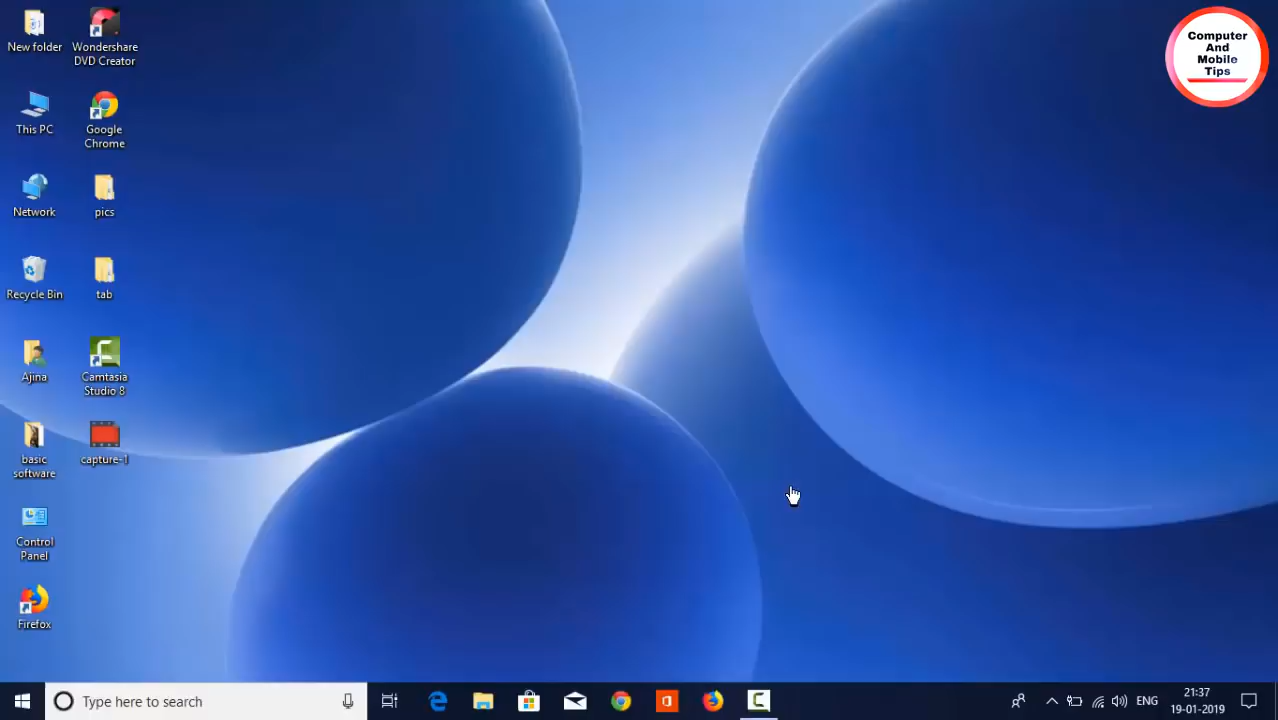 New folder
Wondershare
DVD Creator
This PC
Google
Chrome
Network
pics
Recycle Bin
tab
Ajina
Camtasia
Studio 8
basic
software
capture-1
Control
Panel
Firefox
Computer
And
Mobile
Tips
Type here to search
ENG
21:37
19-01-2019